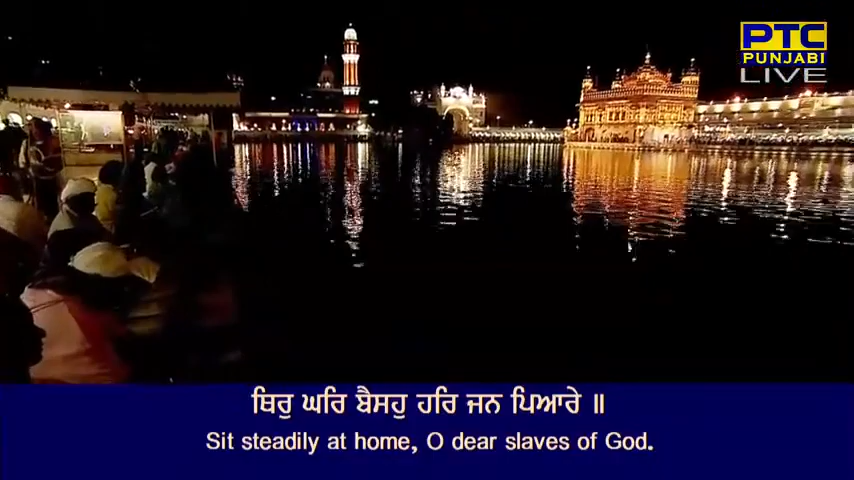 PTC
PUNJABI
LIVE
ਥਿਰੁ ਘਰਿ ਬੈਸਹੁ ਹਰਿ ਜਨ ਪਿਆਰੇ ॥
Sit steadily at home, O dear slaves of God.